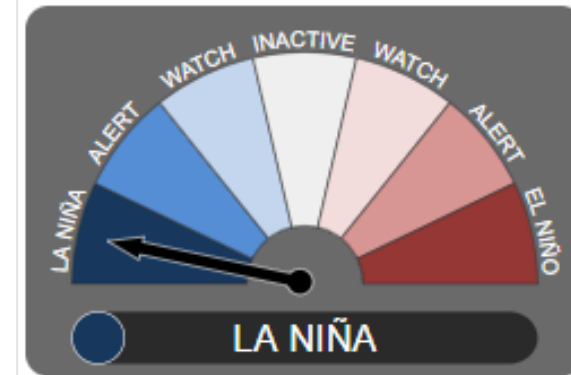 LA NIÑA
ALERT
WATCH
INACTIVE
WATCH
ALERT
EL NIÑO
LA NIÑA